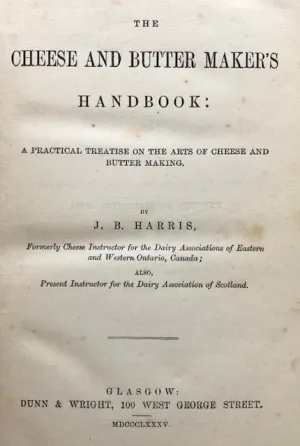 THE
CHEESE AND BUTTER MAKER'S
HANDBOOK:
A PRACTICAL TREATISE ON THE ARTS OF CHEESE AND
BUTTER MAKING.
BY
J. B. HARRIS,
Formerly Cheese Instructor for the Dairy Associations of Eastern
and Western Ontario, Canada;
ALSO,
Present Instructor for the Dairy Association of Scotland.
GLASGOW:
DUNN & WRIGHT, 100 WEST GEORGE STREET.
MDCCCLXXXV.